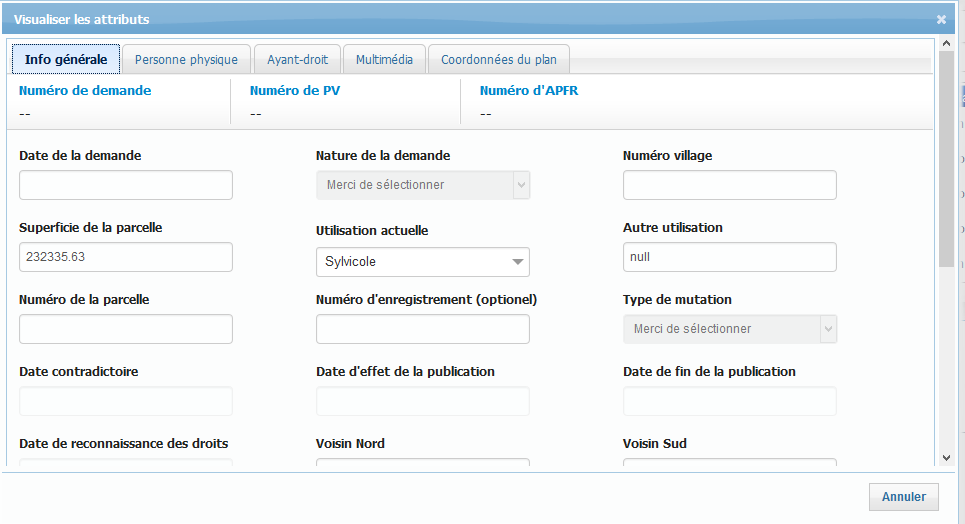 Visualiser les attributs
Info générale Personne physique Ayant-droit Multimédia Coordonnées du plan
Numéro de demande Numéro de PV Numéro d'APFR
-- -- --
Date de la demande Nature de la demande Numéro village
Merci de sélectionner
Superficie de la parcelle Utilisation actuelle Autre utilisation
232335.63 Sylvicole null
Numéro de la parcelle Numéro d'enregistrement (optionel) Type de mutation
Merci de sélectionner
Date contradictoire Date d'effet de la publication Date de fin de la publication
Date de reconnaissance des droits Voisin Nord Voisin Sud
Annuler